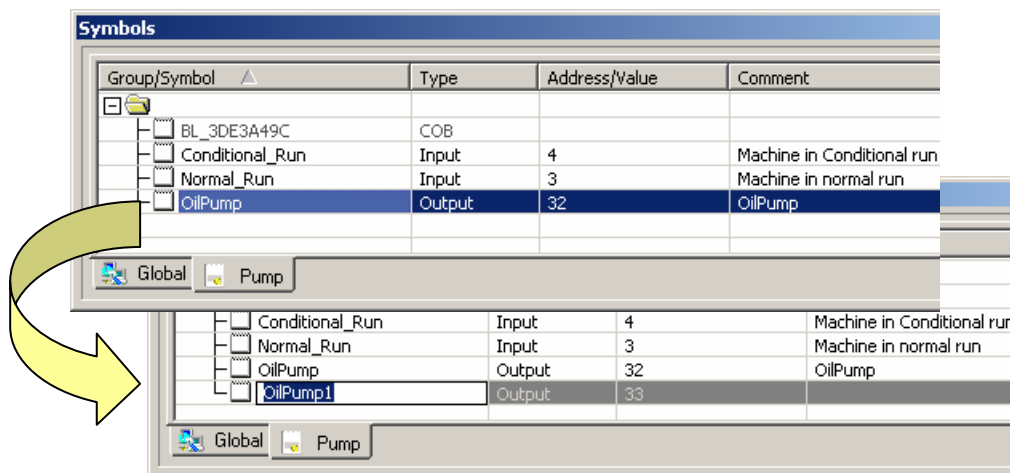 Symbols
Group/Symbol Type Address/Value Comment
BL_3DE3A49C COB
Conditional_Run Input 4 Machine in Conditional run
Normal_Run Input 3 Machine in normal run
OilPump Output 32 OilPump
Global Pump
Conditional_Run Input 4 Machine in Conditional run
Normal_Run Input 3 Machine in normal run
OilPump Output 32 OilPump
OilPump1 Output 33
Global Pump